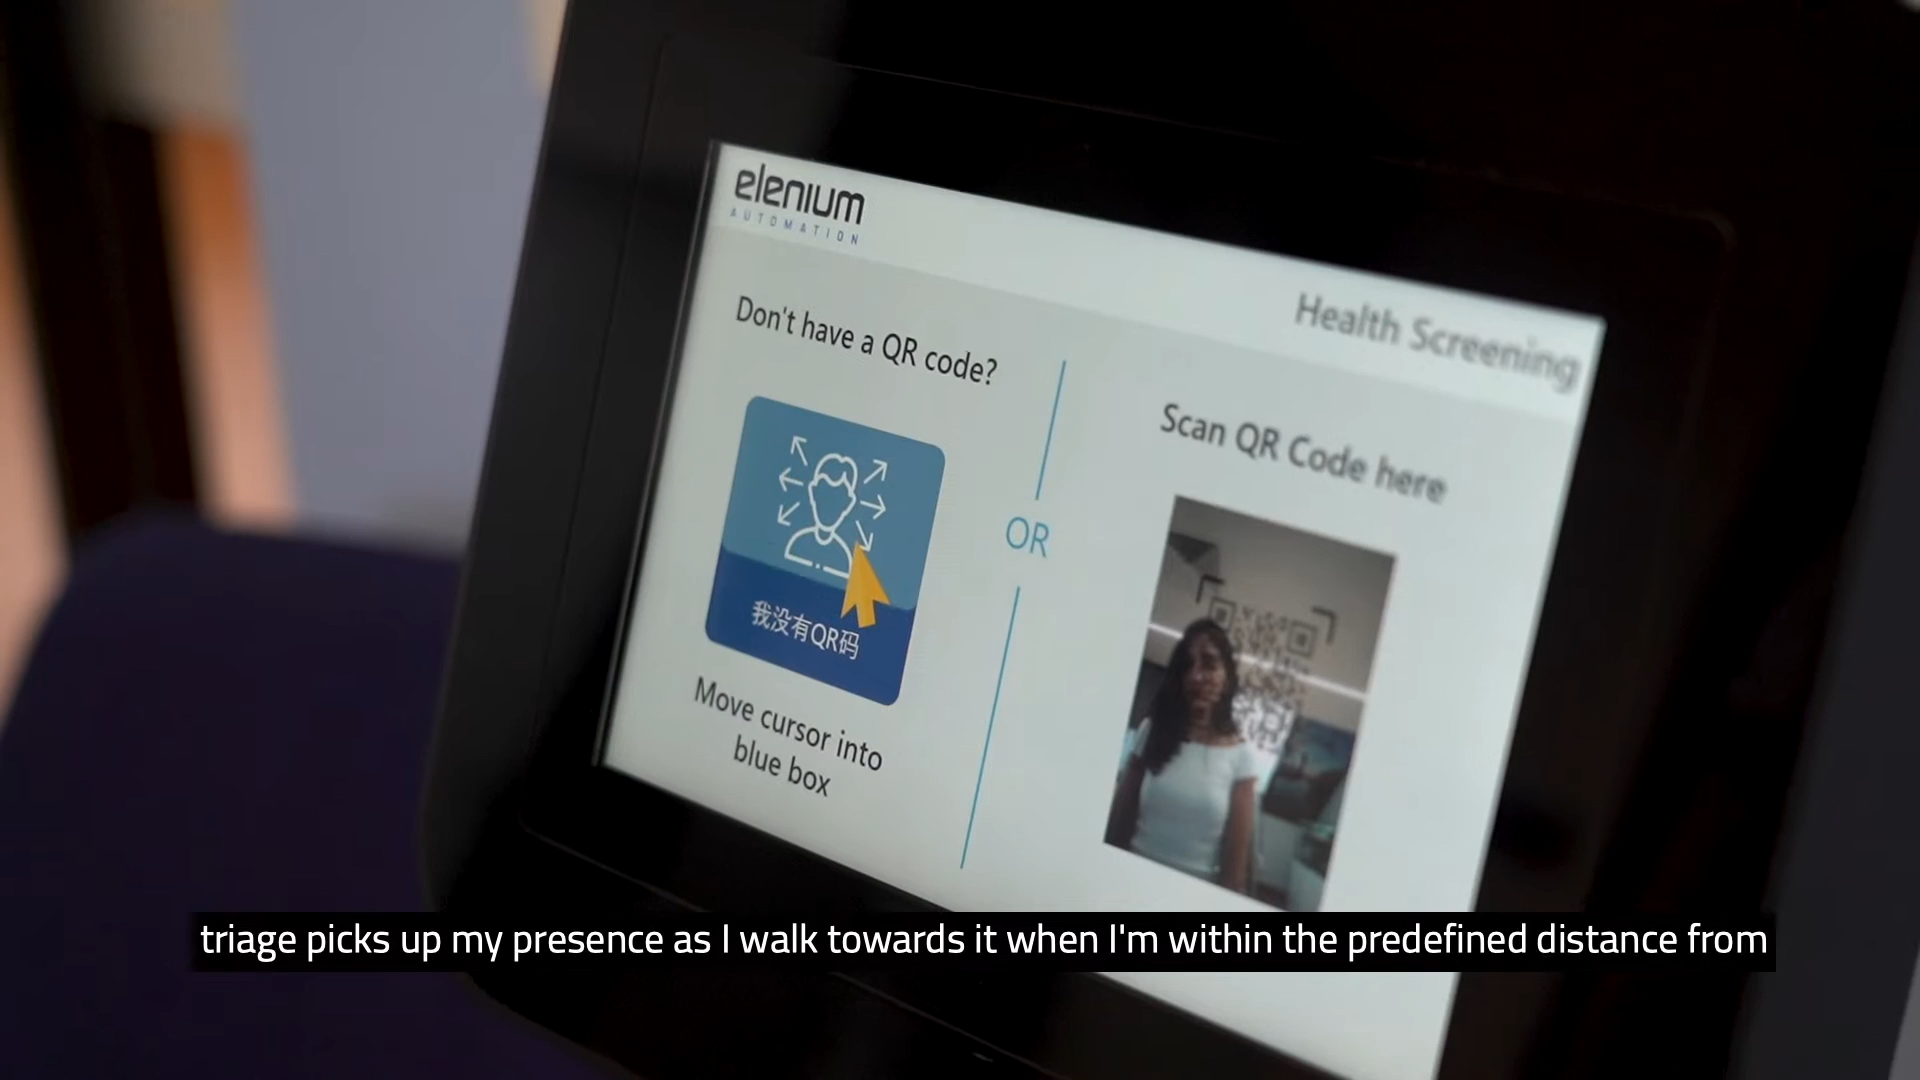 elenium
AUTOMATION
Health Screening
Don't have a QR code?
我没有QR码
Move cursor into
blue box
OR
Scan QR Code here
triage picks up my presence as I walk towards it when I'm within the predefined distance from